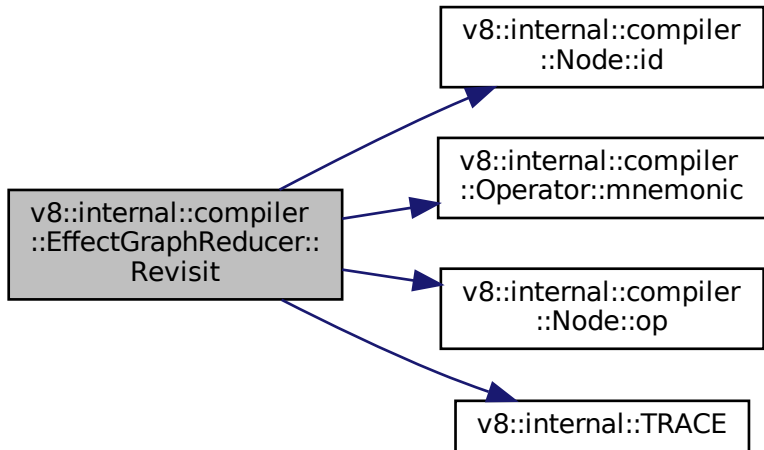 v8::internal::compiler
::Node::id
v8::internal::compiler
::Operator::mnemonic
v8::internal::compiler
::EffectGraphReducer::
Revisit
v8::internal::compiler
::Node::op
v8::internal::TRACE